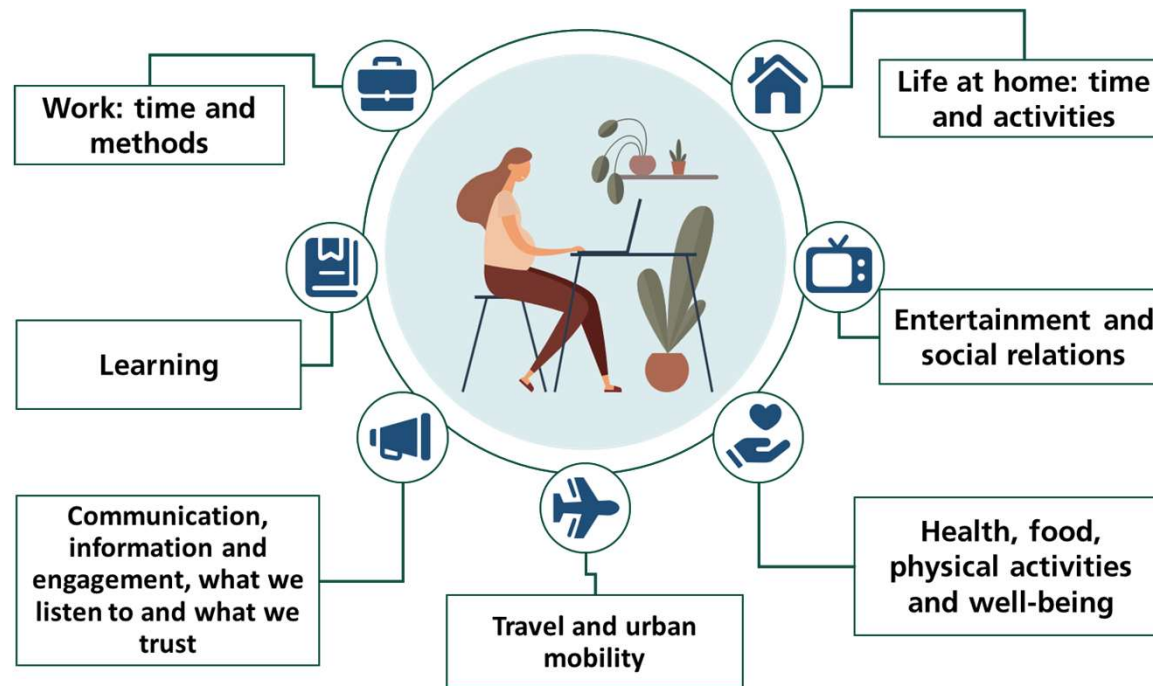 Work: time and
methods
Life at home: time
and activities
Learning
Entertainment and
social relations
Communication,
information and
engagement, what we
listen to and what we
trust
Travel and urban
mobility
Health, food,
physical activities
and well-being